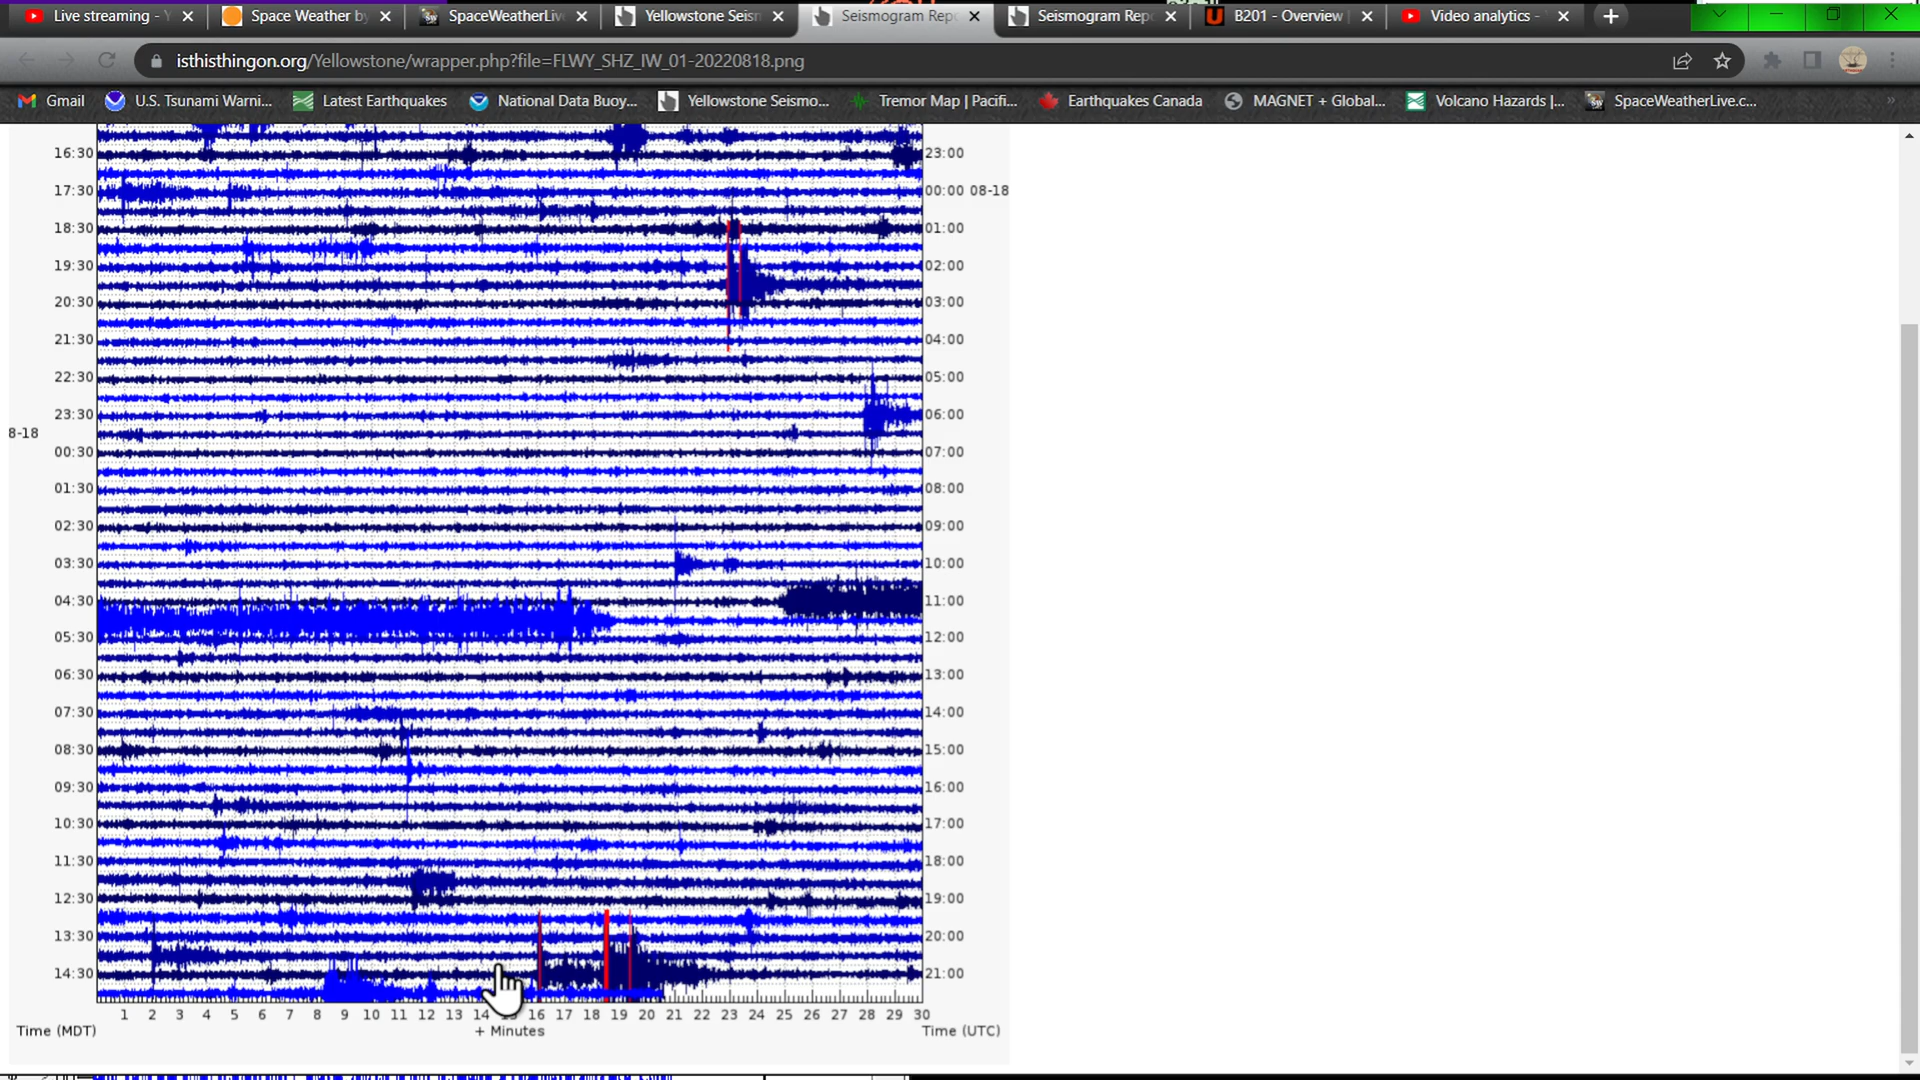 Live streaming - Y
Space Weather by
SpaceWeatherLiv
Yellowstone Seisn
Seismogram Repo
Seismogram Repo
B201 - Overview |
Video analytics -
isthisthingon.org/Yellowstone/wrapper.php?file=FLWY_SHZ_IW_01-20220818.png
Gmail
U.S. Tsunami Warni...
Latest Earthquakes
National Data Buoy...
Yellowstone Seismo...
Tremor Map | Pacifi...
Earthquakes Canada
MAGNET + Global...
Volcano Hazards |...
SpaceWeatherLive.c...
»
16:30 23:00
17:30 00:00 08-18
18:30 01:00
19:30 02:00
20:30 03:00
21:30 04:00
22:30 05:00
23:30 06:00
8-18
00:30 07:00
01:30 08:00
02:30 09:00
03:30 10:00
04:30 11:00
05:30 12:00
06:30 13:00
07:30 14:00
08:30 15:00
09:30 16:00
10:30 17:00
11:30 18:00
12:30 19:00
13:30 20:00
14:30 21:00
1 2 3 4 5 6 7 8 9 10 11 12 13 14 16 17 18 19 20 21 22 23 24 25 26 27 28 29 30
Time (MDT) + Minutes Time (UTC)